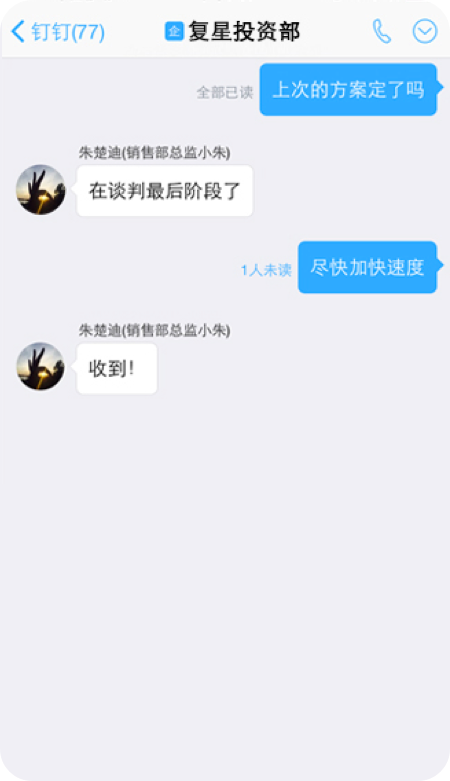 钉钉(77) 企 复星投资部
全部已读 上次的方案定了吗
朱楚迪(销售部总监小朱)
在谈判最后阶段了
1人未读 尽快加快速度
朱楚迪(销售部总监小朱)
收到!